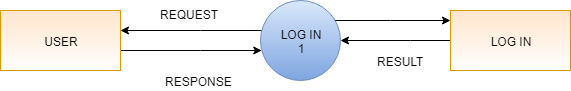 REQUEST
USER
LOG IN
1
LOG IN
RESULT
RESPONSE